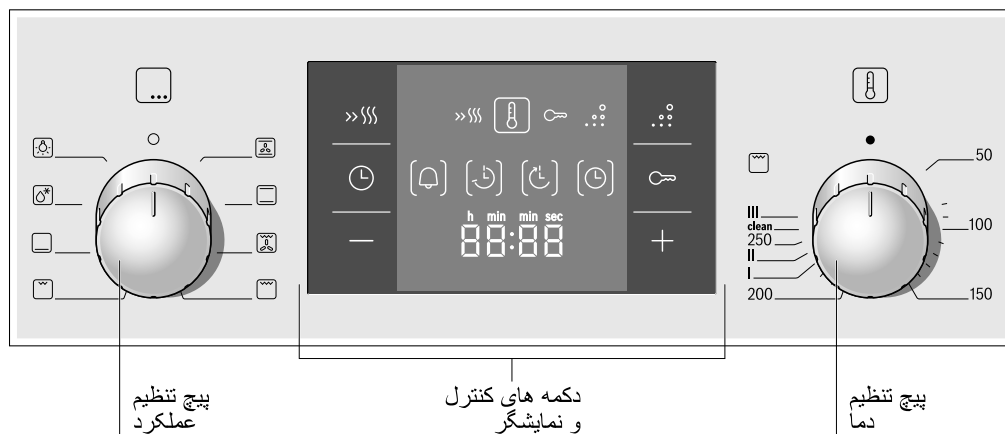 50
III
clean
100
250
h min min sec
88:88
II
I
200
150
پیچ تنظیم
عملکرد
دکمه های کنترل
و نمایشگر
پیچ تنظیم
دما